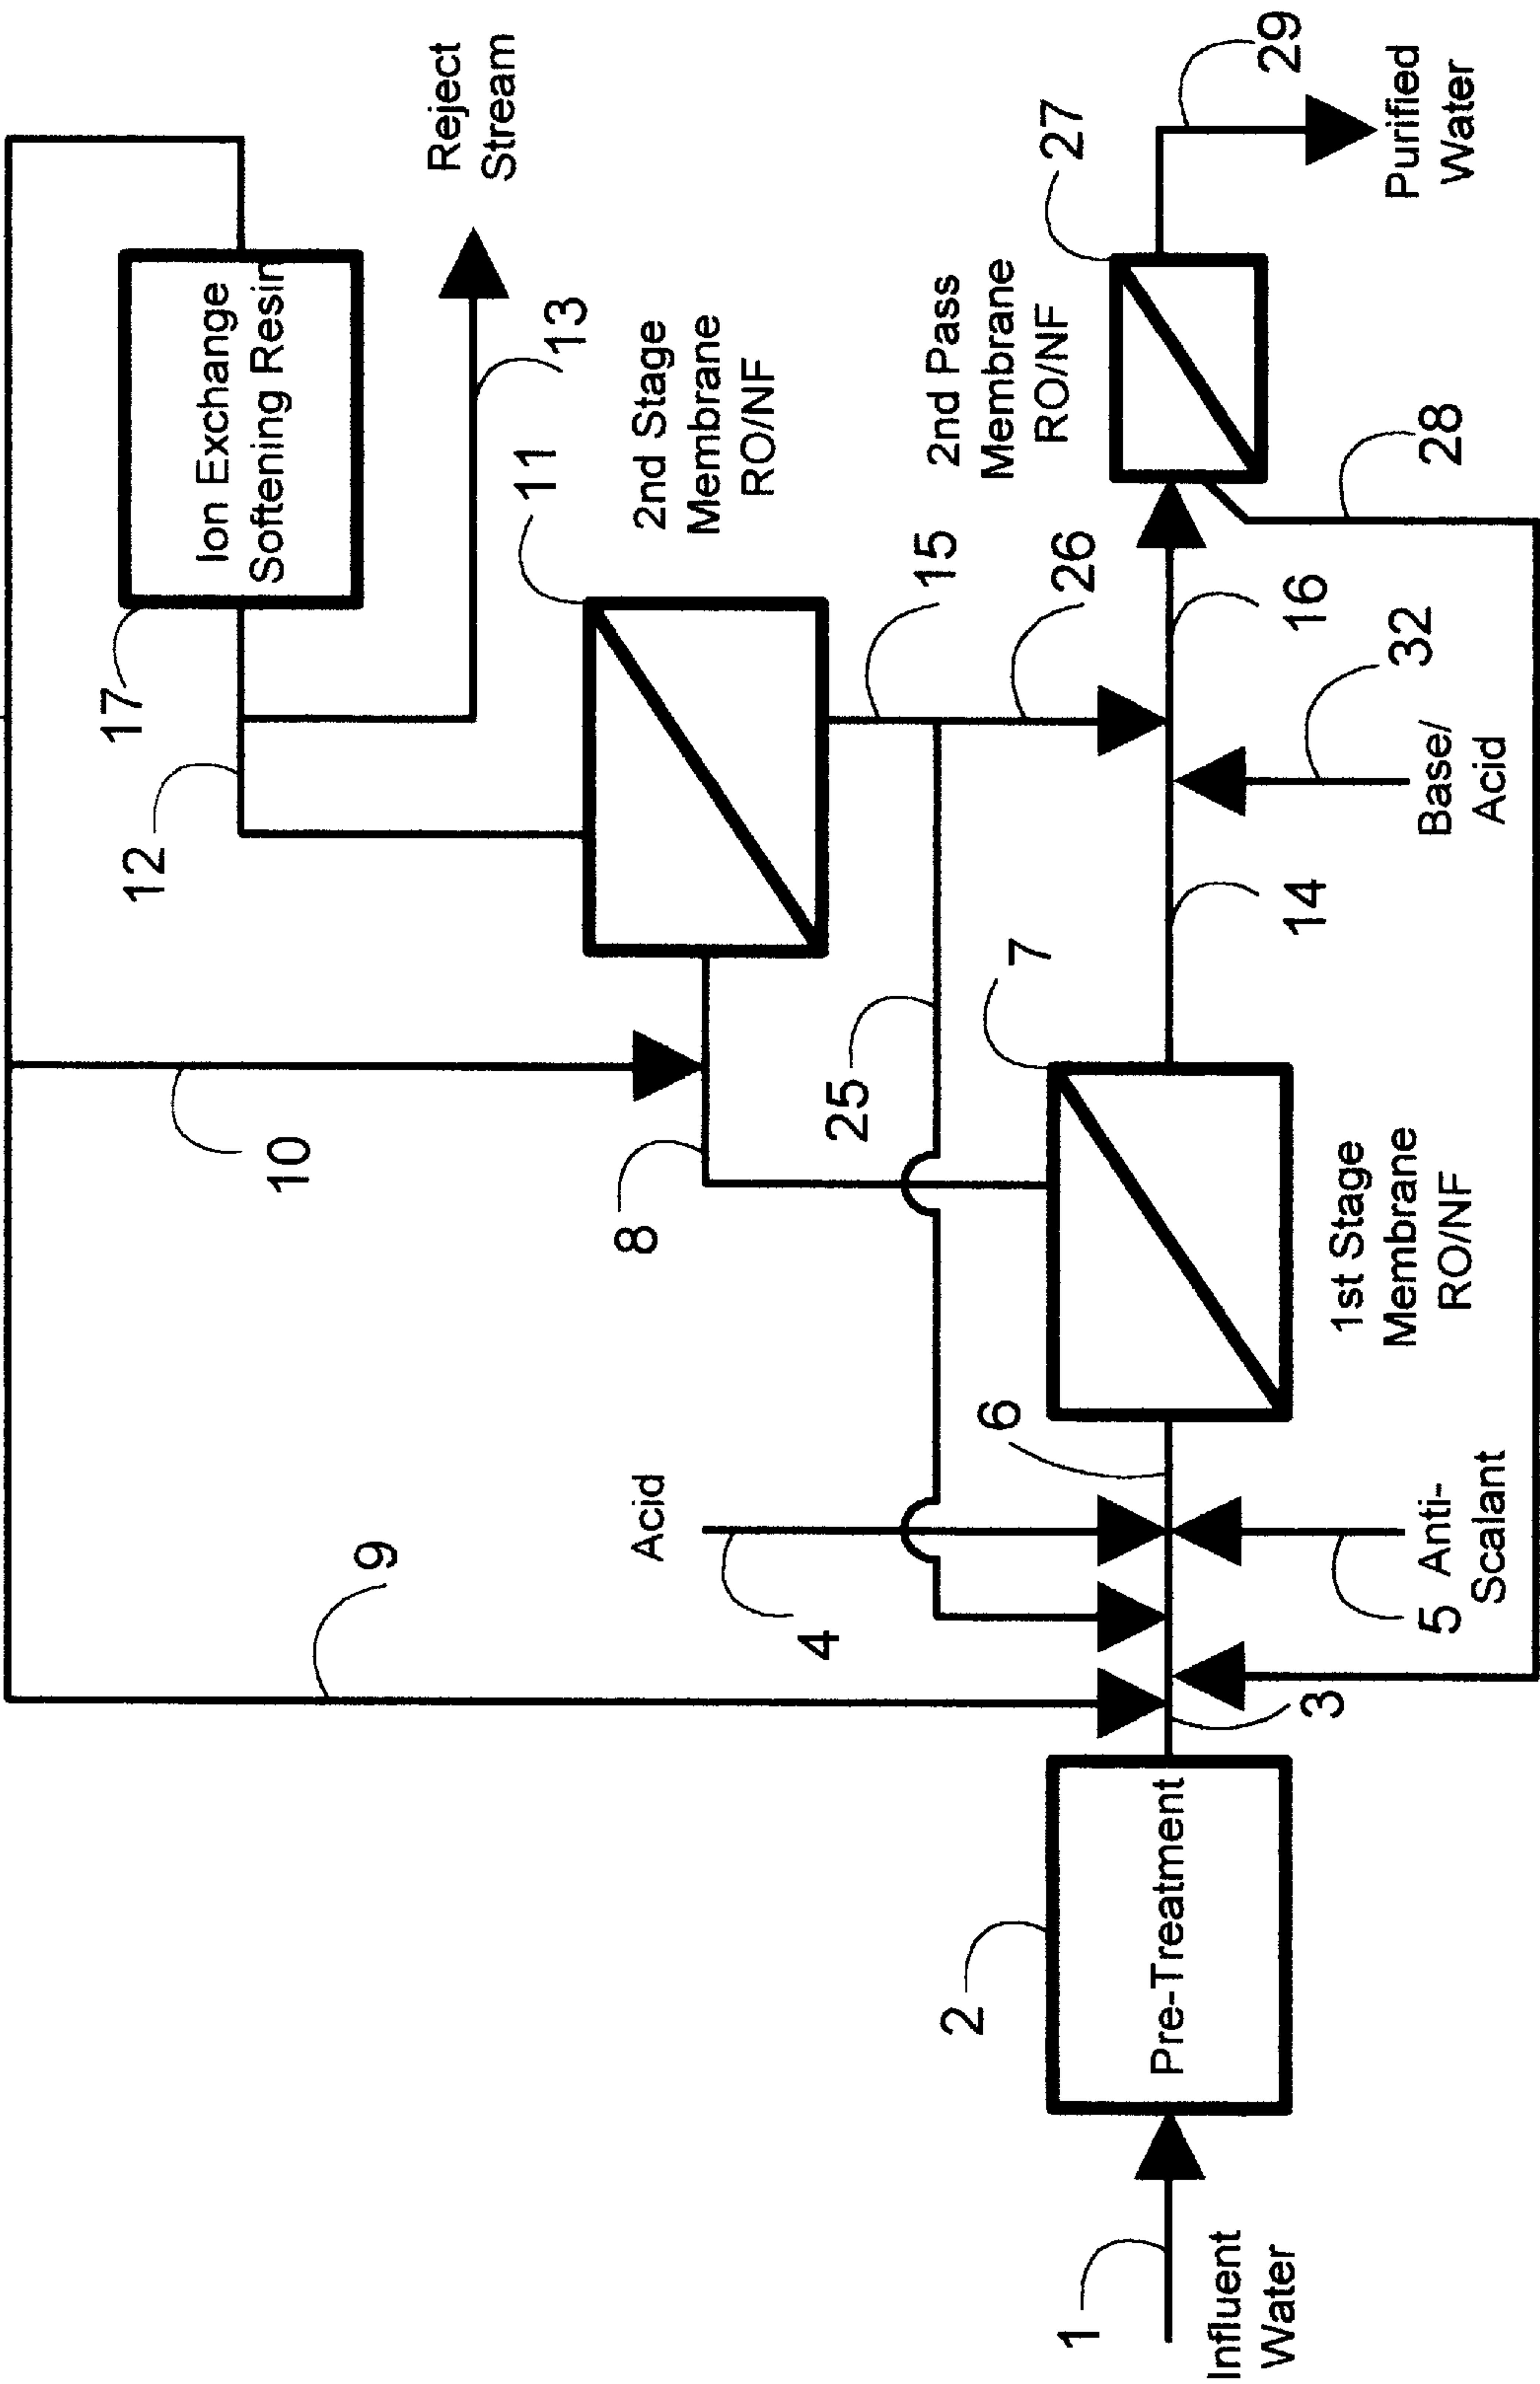 Ion Exchange
Softening Resin
17
12
Reject
Stream
13
10
9
11
2nd Stage
Membrane
RO/NF
8
Acid
4
25
15
26
2nd Pass
Membrane
RO/NF
27
29
Purified
Water
28
16
32
Base/
Acid
14
7
1st Stage
Membrane
RO/NF
6
5
Anti-
Scalant
3
2
Pre-Treatment
1
Influent
Water